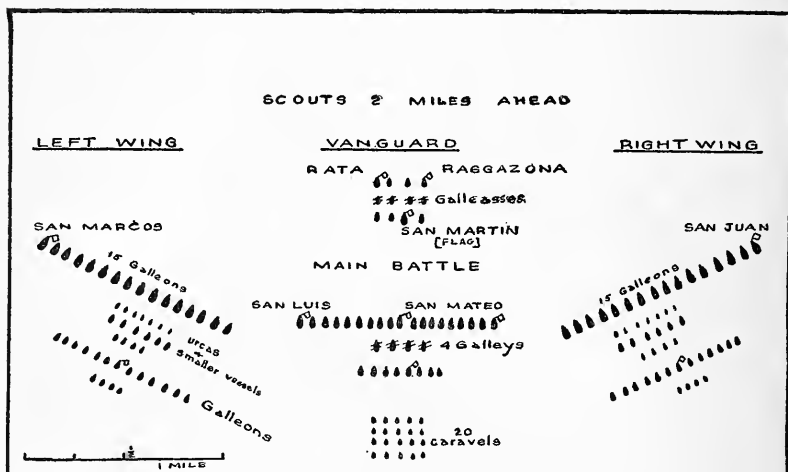 SCOUTS 2 MILES AHEAD
LEFT WING
VANGUARD
RIGHT WING
RATA
RAGGAZONA
Galleasses
SAN MARCOS
SAN MARTIN
[FLAG]
SAN JUAN
15 Galleons
MAIN BATTLE
15 Galleons
SAN LUIS
SAN MATEO
urcas
+
smaller vessels
4 Galleys
Galleons
20
caravels
½
1 MILE